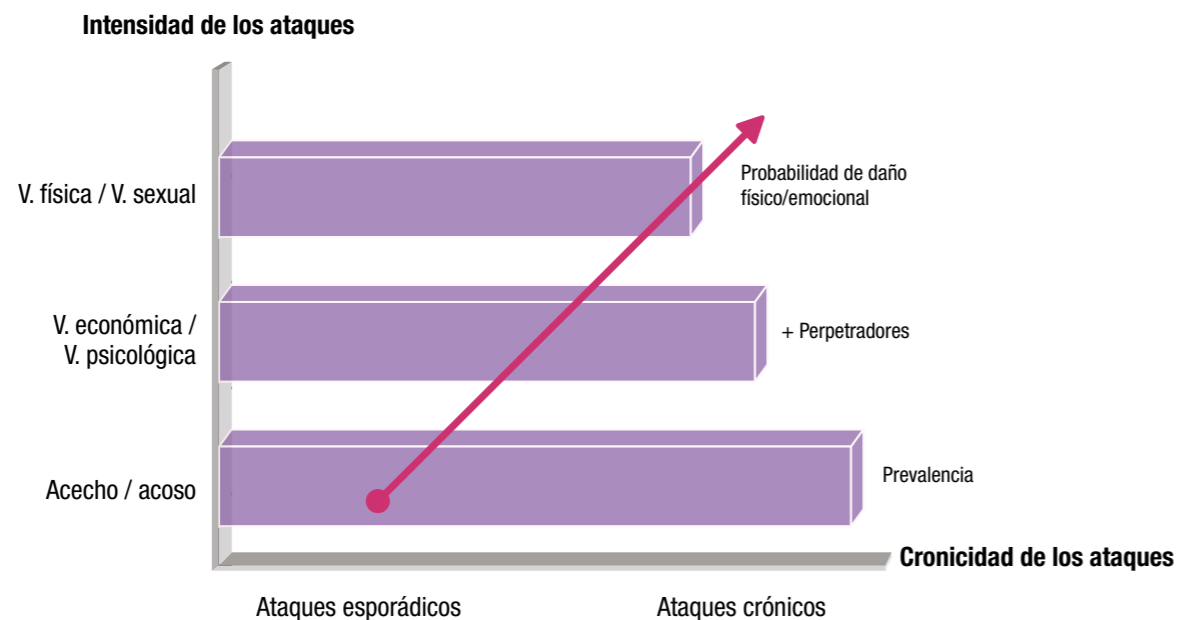 Intensidad de los ataques
V. física / V. sexual
Probabilidad de daño
físico/emocional
V. económica /
V. psicológica
+ Perpetradores
Acecho / acoso
Prevalencia
Cronicidad de los ataques
Ataques esporádicos
Ataques crónicos